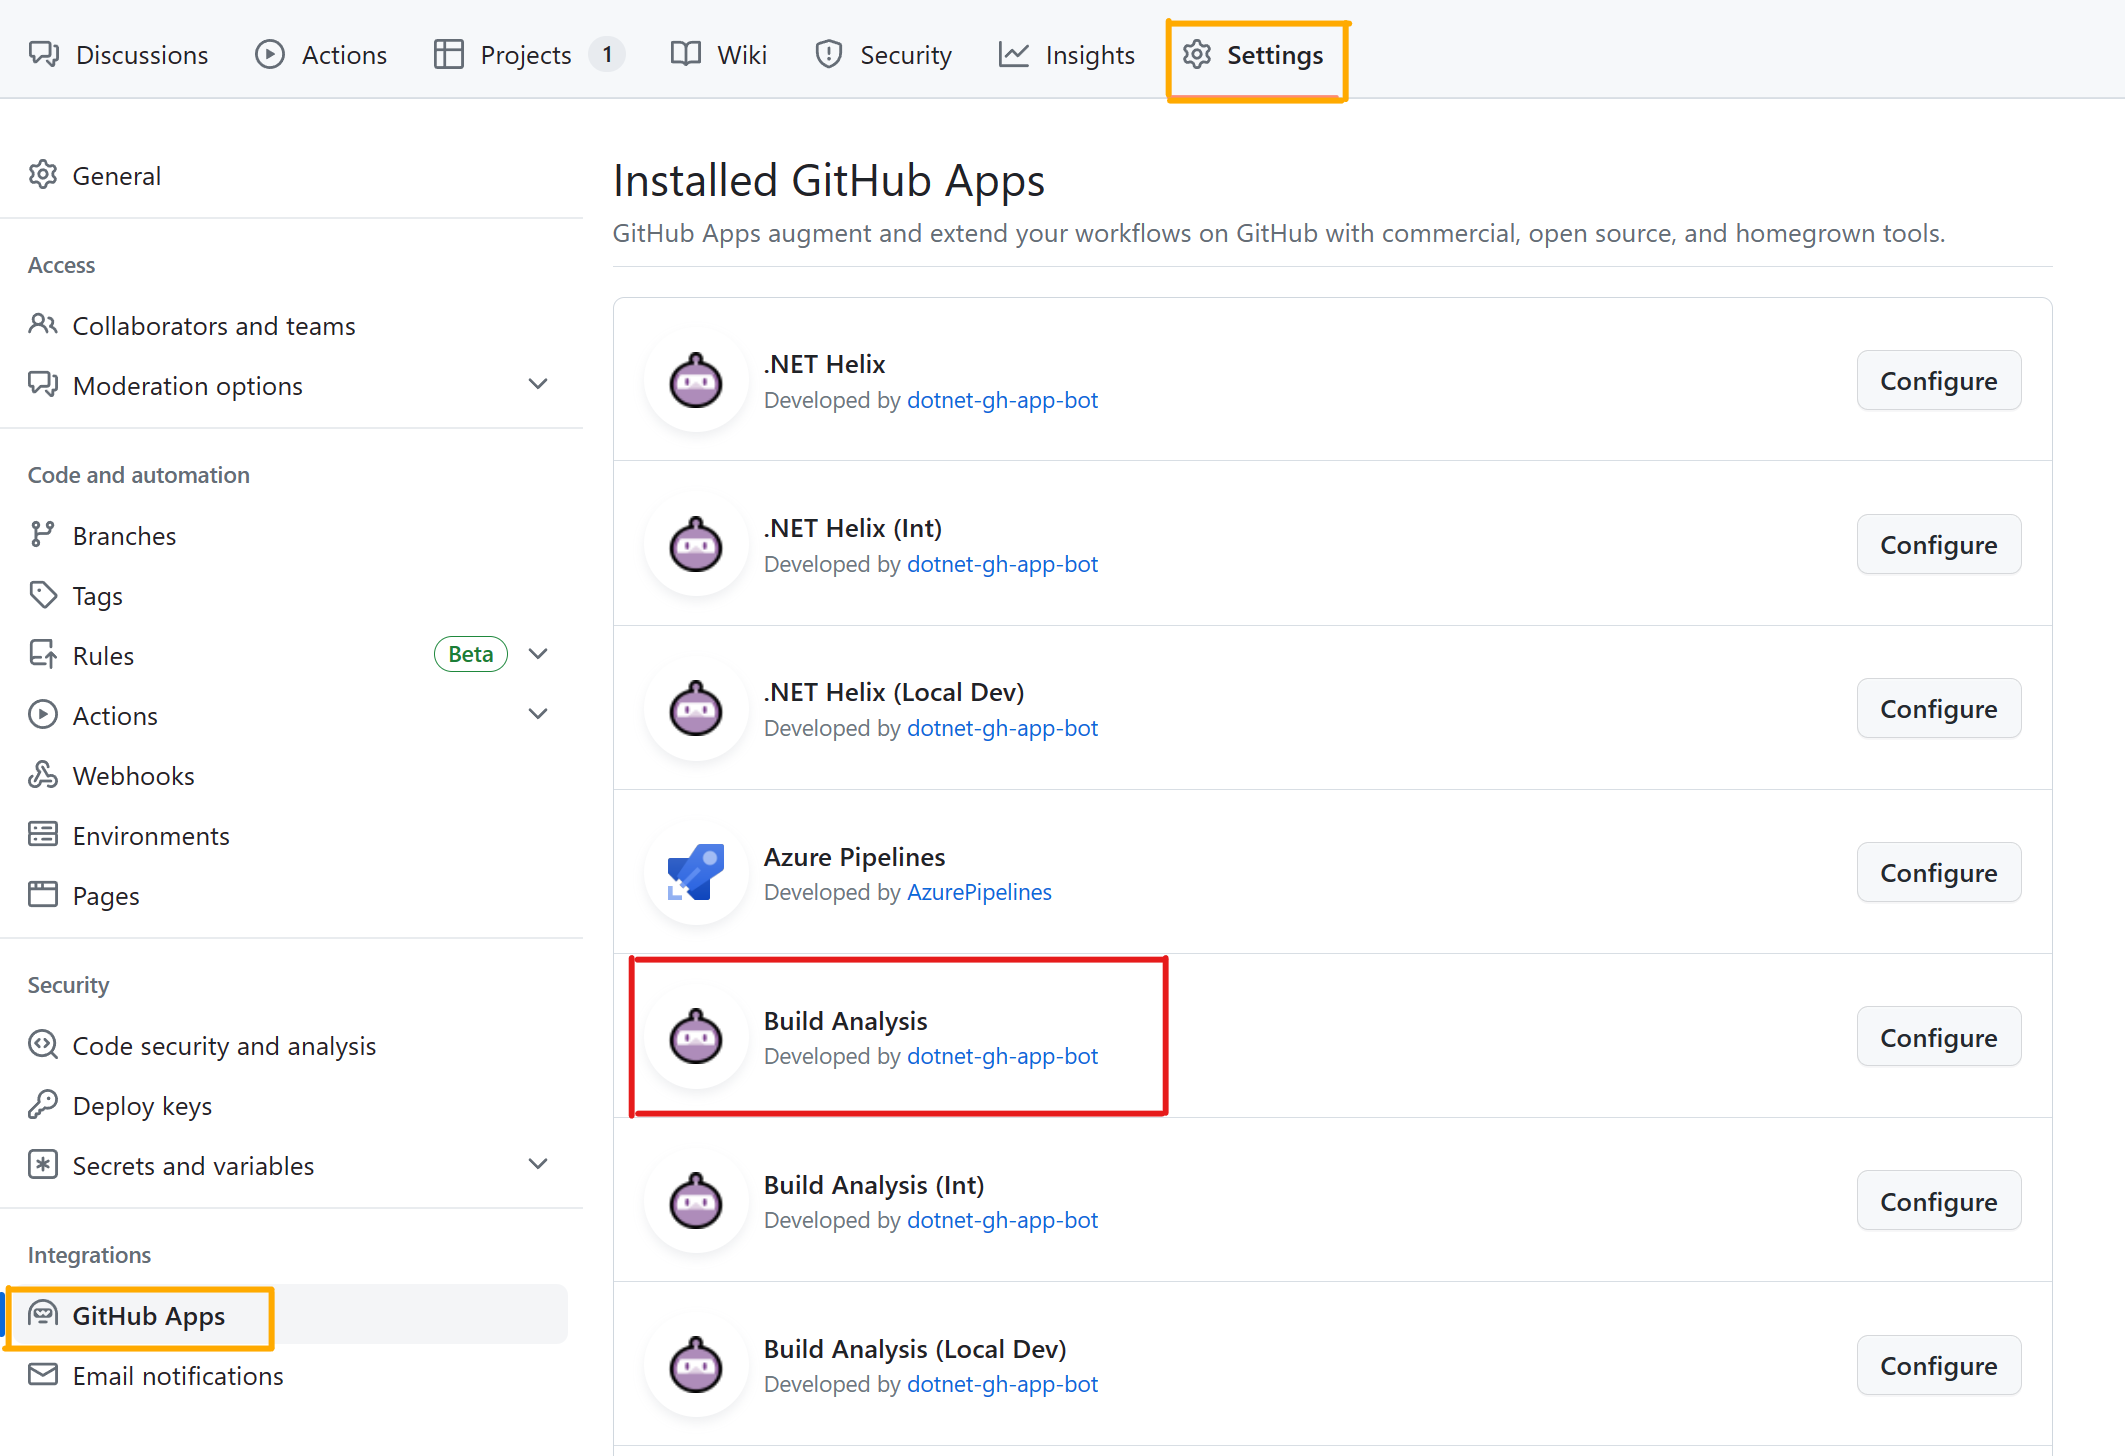 Discussions Actions Projects 1 Wiki Security Insights Settings
General
Access
Collaborators and teams
Moderation options
Code and automation
Branches
Tags
Rules Beta
Actions
Webhooks
Environments
Pages
Security
Code security and analysis
Deploy keys
Secrets and variables
Integrations
GitHub Apps
Email notifications
Installed GitHub Apps
GitHub Apps augment and extend your workflows on GitHub with commercial, open source, and homegrown tools.
.NET Helix
Developed by dotnet-gh-app-bot
Configure
.NET Helix (Int)
Developed by dotnet-gh-app-bot
Configure
.NET Helix (Local Dev)
Developed by dotnet-gh-app-bot
Configure
Azure Pipelines
Developed by AzurePipelines
Configure
Build Analysis
Developed by dotnet-gh-app-bot
Configure
Build Analysis (Int)
Developed by dotnet-gh-app-bot
Configure
Build Analysis (Local Dev)
Developed by dotnet-gh-app-bot
Configure